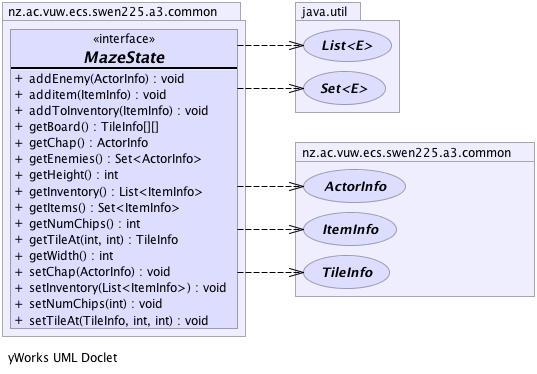 nz.ac.vuw.ecs.swen225.a3.common
«interface»
MazeState
+ addEnemy(ActorInfo) : void
+ additem(ItemInfo) : void
+ addToInventory(ItemInfo) : void
+ getBoard() : TileInfo[][]
+ getChap() : ActorInfo
+ getEnemies() : Set<ActorInfo>
+ getHeight() : int
+ getInventory() : List<ItemInfo>
+ getItems() : Set<ItemInfo>
+ getNumChips() : int
+ getTileAt(int, int) : TileInfo
+ getWidth() : int
+ setChap(ActorInfo) : void
+ setInventory(List<ItemInfo>) : void
+ setNumChips(int) : void
+ setTileAt(TileInfo, int, int) : void
java.util
List<E>
Set<E>
nz.ac.vuw.ecs.swen225.a3.common
ActorInfo
ItemInfo
TileInfo
yWorks UML Doclet